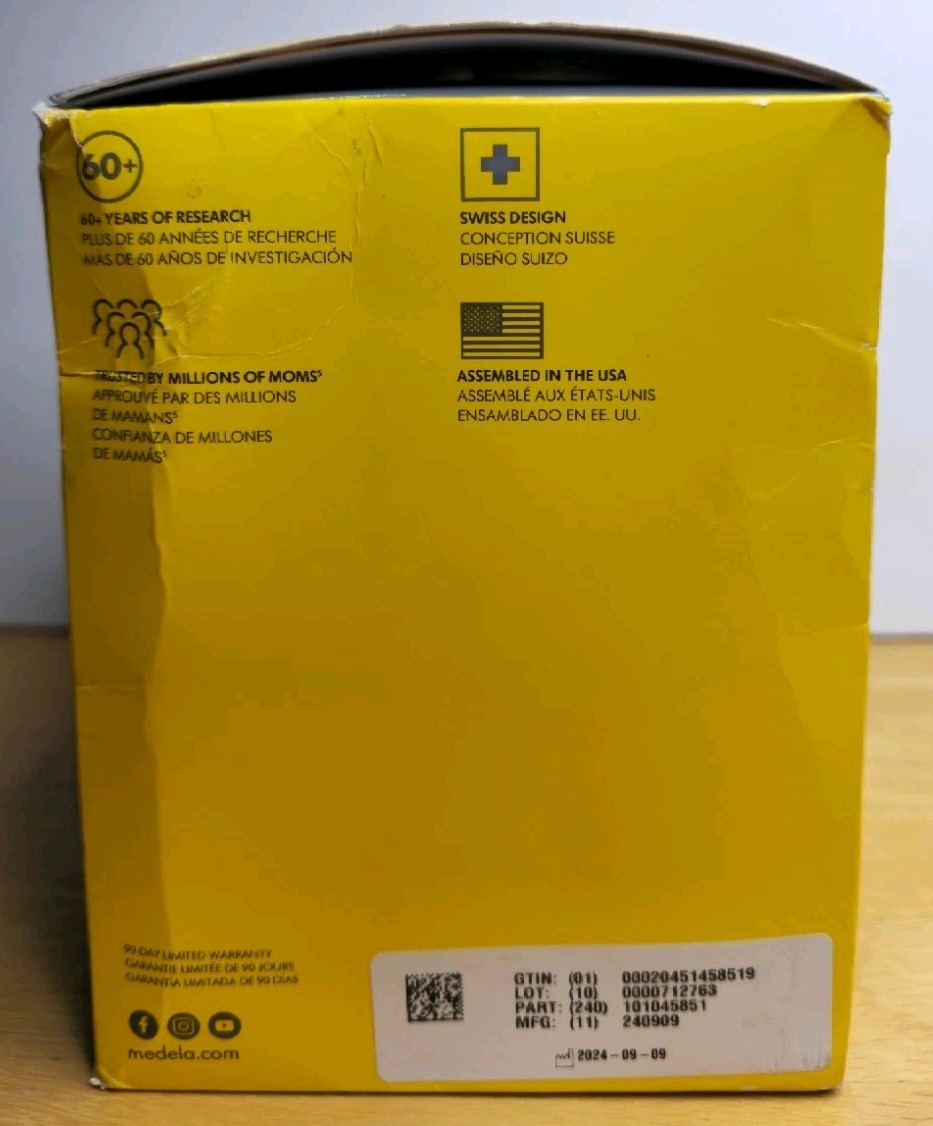 60+
60+ YEARS OF RESEARCH
PLUS DE 60 ANNÉES DE RECHERCHE
MÁS DE 60 AÑOS DE INVESTIGACIÓN
SWISS DESIGN
CONCEPTION SUISSE
DISEÑO SUIZO
TRUSTED BY MILLIONS OF MOMS⁵
APPROUVÉ PAR DES MILLIONS
DE MAMANS⁵
CONFIANZA DE MILLONES
DE MAMÁS⁵
ASSEMBLED IN THE USA
ASSEMBLÉ AUX ÉTATS-UNIS
ENSAMBLADO EN EE. UU.
90-DAY LIMITED WARRANTY
GARANTIE LIMITÉE DE 90 JOURS
GARANTÍA LIMITADA DE 90 DÍAS
medela.com
GTIN: (01) 00020451458519
LOT: (10) 0000712763
PART: (240) 101045851
MFG: (11) 240909
2024-09-09